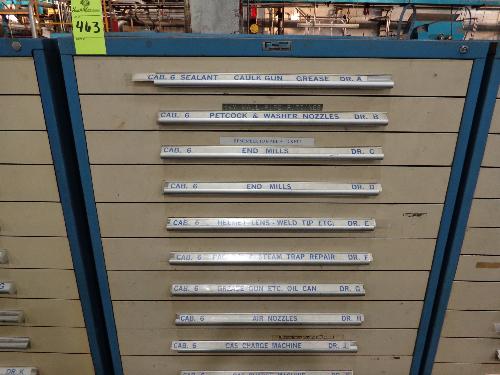 463
CAB. 6 SEALANT CAULK GUN GREASE DR. A
CAB. 6 PETCOCK & WASHER NOZZLES DR. B
CAB. 6 END MILLS DR. C
CAB. 6 END MILLS DR. D
CAB. 6 HELMET-LENS-WELD TIP ETC. DR. E
CAB. 6 STEAM TRAP REPAIR DR. F
CAB. 6 GREASE GUN ETC. OIL CAN DR. G
CAB. 6 AIR NOZZLES DR. H
CAB. 6 GAS CHARGE MACHINE DR. I
DR. K